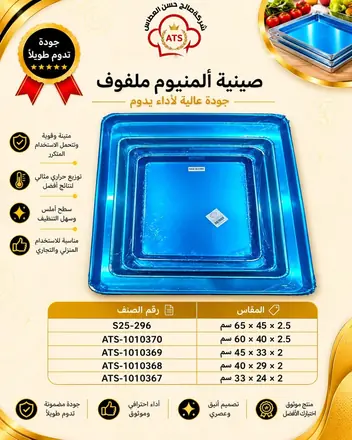 شركة صالح حسن العطاس
ATS
جودة
تدوم طويلاً
صينية ألمنيوم ملفوف
جودة عالية لأداء يدوم
متينة وقوية
وتتحمل الاستخدام
المتكرر
توزيع حراري مثالي
لنتائج أفضل
سطح أملس
وسهل التنظيف
مناسبة للاستخدام
المنزلي والتجاري
المقاس رقم الصنف
65 × 45 × 2.5 سم S25-296
60 × 40 × 2.5 سم ATS-1010370
45 × 33 × 2 سم ATS-1010369
40 × 29 × 2 سم ATS-1010368
33 × 24 × 2 سم ATS-1010367
منتج موثوق
اختيارك الأفضل
تصميم أنيق
وعصري
أداء احترافي
وموثوق
جودة مضمونة
تدوم طويلاً